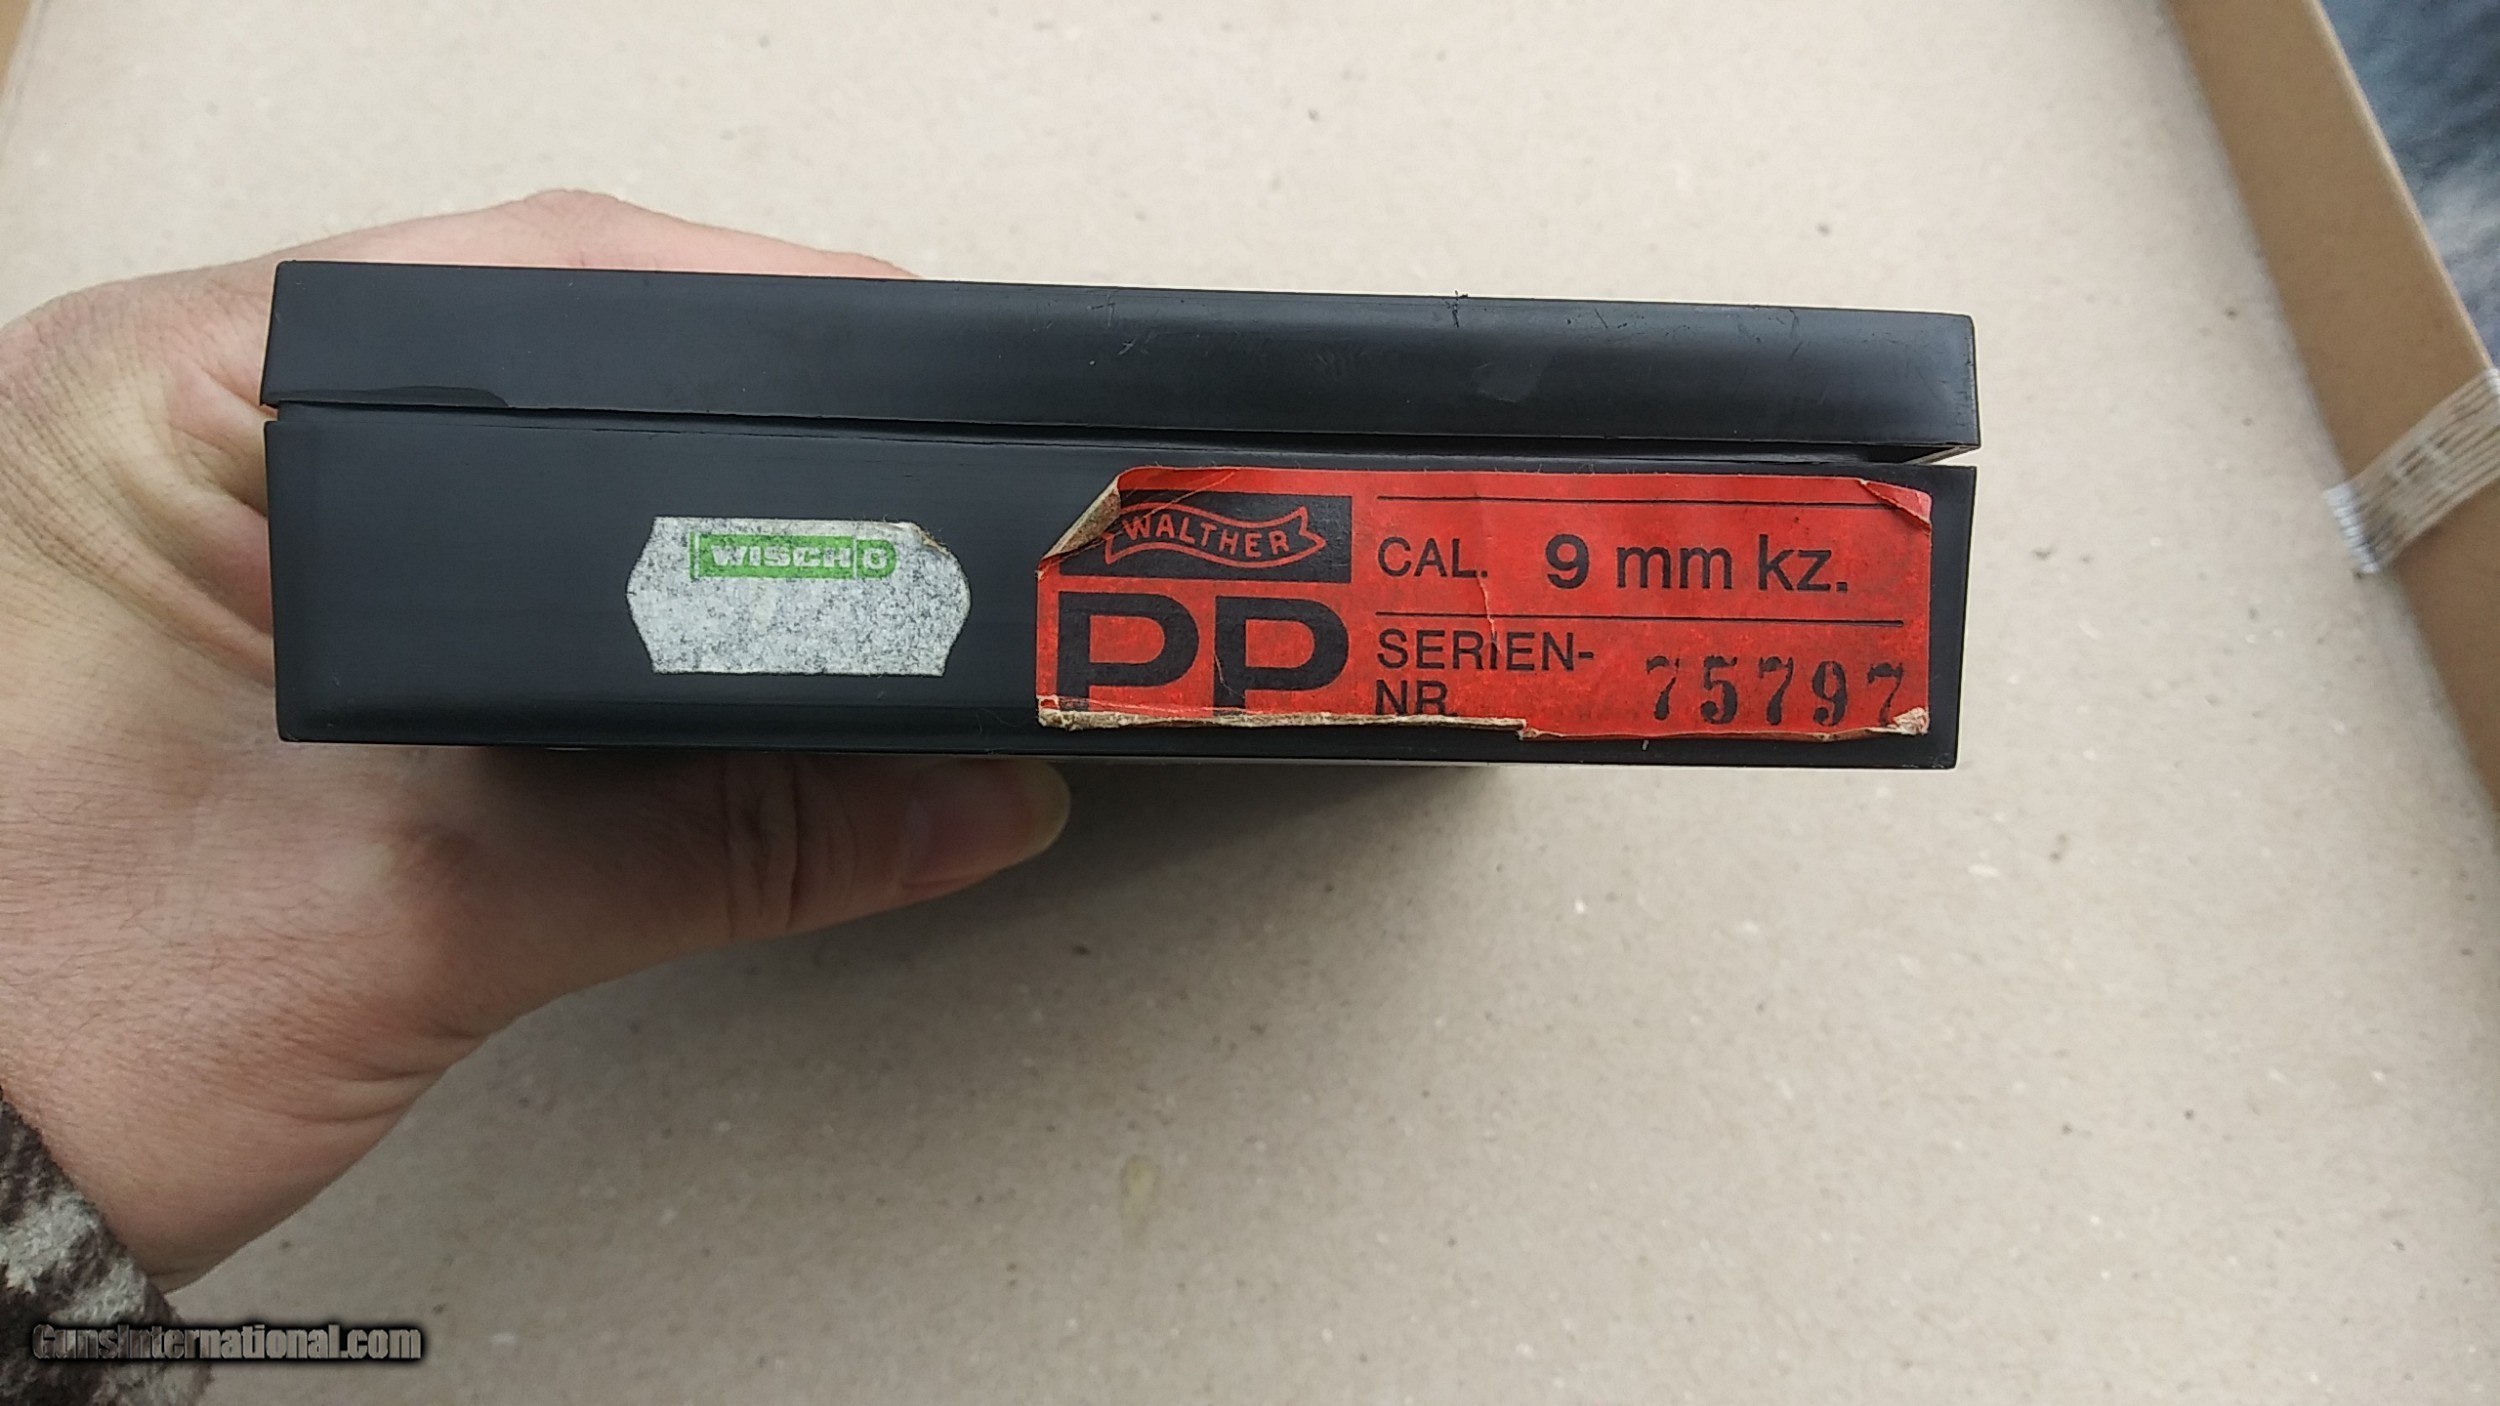 WISCHO
WALTHER
PP
CAL. 9 mm kz.
SERIEN-
NR. 75797
GunsInternational.com